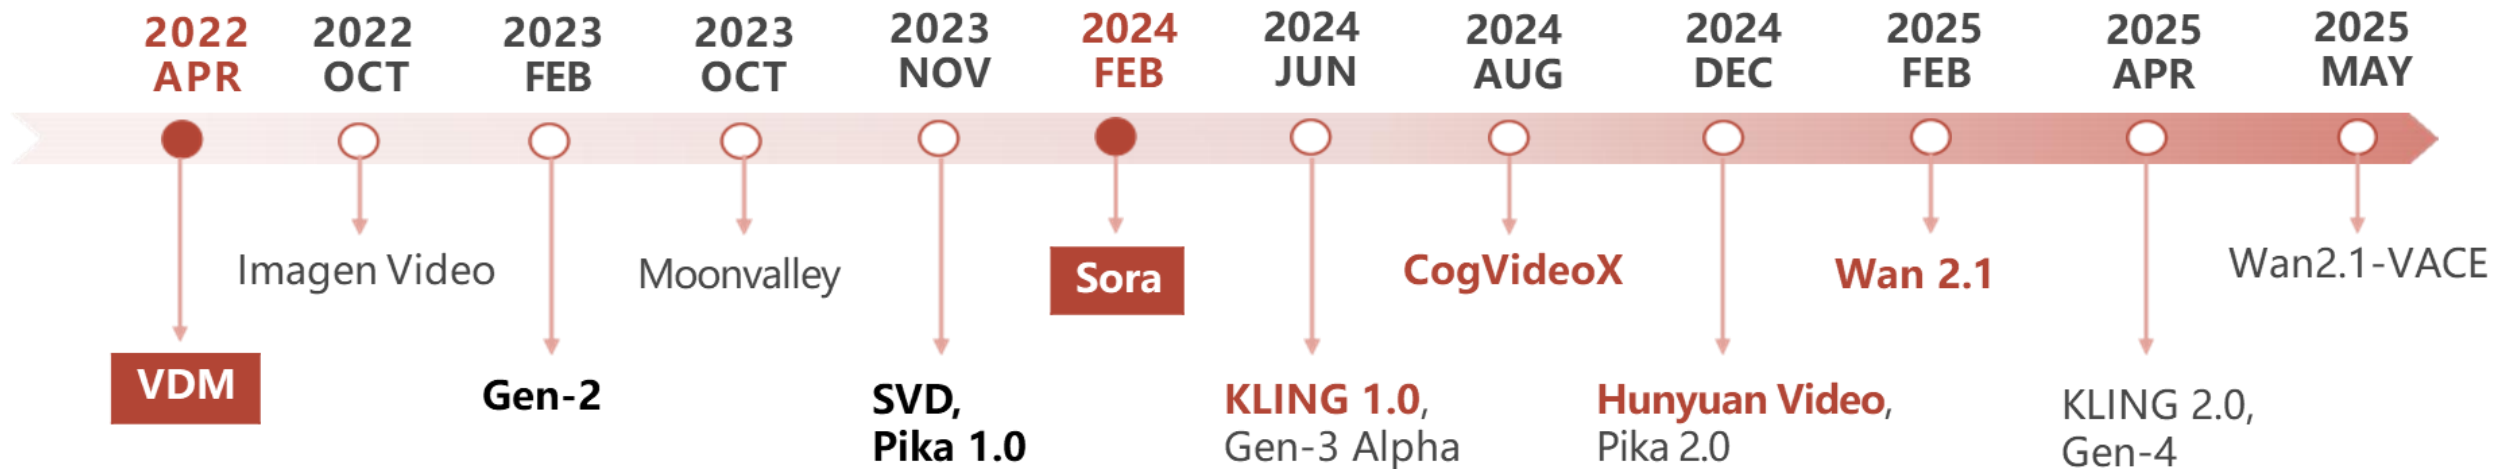 2022
APR
2022
OCT
2023
FEB
2023
OCT
2023
NOV
2024
FEB
2024
JUN
2024
AUG
2024
DEC
2025
FEB
2025
APR
2025
MAY
VDM
Imagen Video
Gen-2
Moonvalley
SVD,
Pika 1.0
Sora
KLING 1.0,
Gen-3 Alpha
CogVideoX
Hunyuan Video,
Pika 2.0
Wan 2.1
KLING 2.0,
Gen-4
Wan2.1-VACE